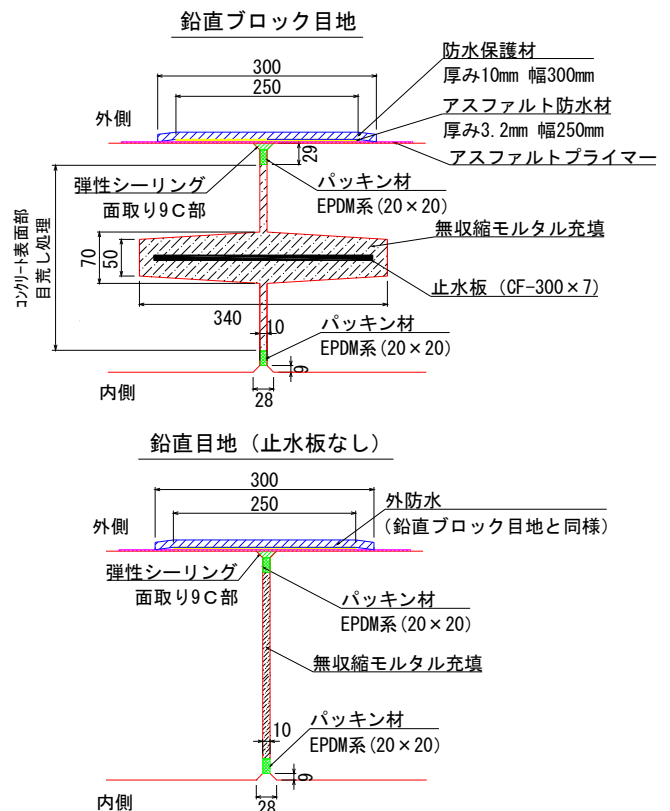 鉛直ブロック目地
300
250
外側
防水保護材
厚み10mm 幅300mm
アスファルト防水材
厚み3.2mm 幅250mm
アスファルトプライマー
29
弾性シーリング
面取り9C部
パッキン材
EPDM系(20×20)
無収縮モルタル充填
コンクリート表面部
目荒し処理
70
50
止水板(CF-300×7)
340
10
パッキン材
EPDM系(20×20)
9
内側
28
鉛直目地(止水板なし)
300
250
外側
外防水
(鉛直ブロック目地と同様)
弾性シーリング
面取り9C部
パッキン材
EPDM系(20×20)
無収縮モルタル充填
10
パッキン材
EPDM系(20×20)
9
内側
28